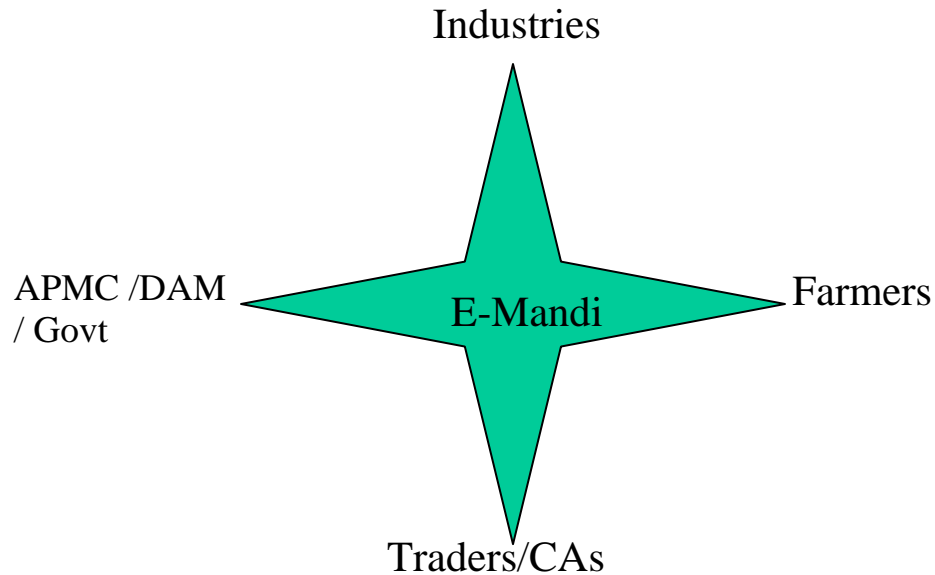 Industries
APMC /DAM
/ Govt
E-Mandi
Farmers
Traders/CAs